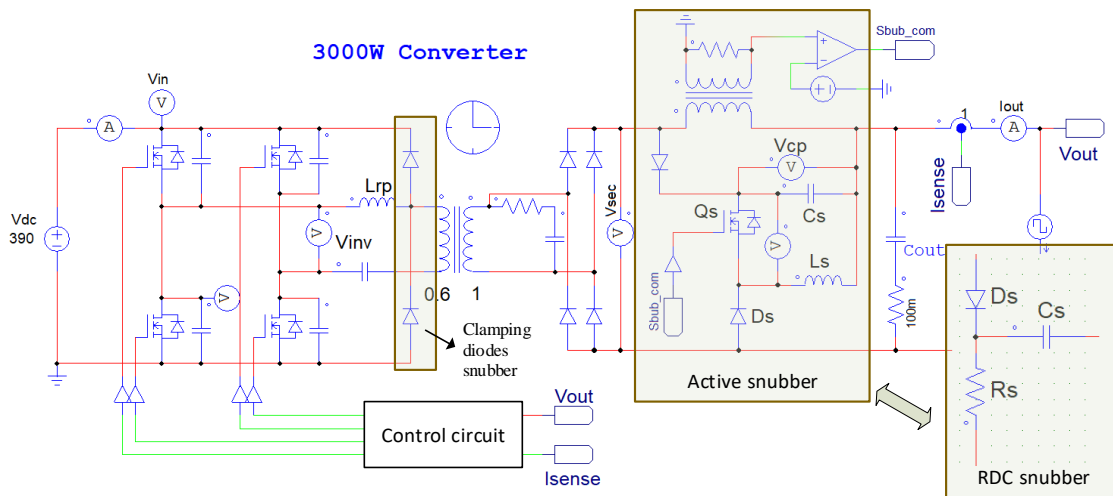 3000W Converter
Sbub_com
Vin
V
A
1
Iout
A
Vout
Vdc
390
Lrp
Vinv
V
V
0.6
1
Vsec
V
Vcp
V
Qs
Cs
V
Ls
Ds
Sbub_com
Isense
Cout
100m
Clamping
diodes
snubber
Active snubber
Ds
Cs
Rs
RDC snubber
Control circuit
Vout
Isense